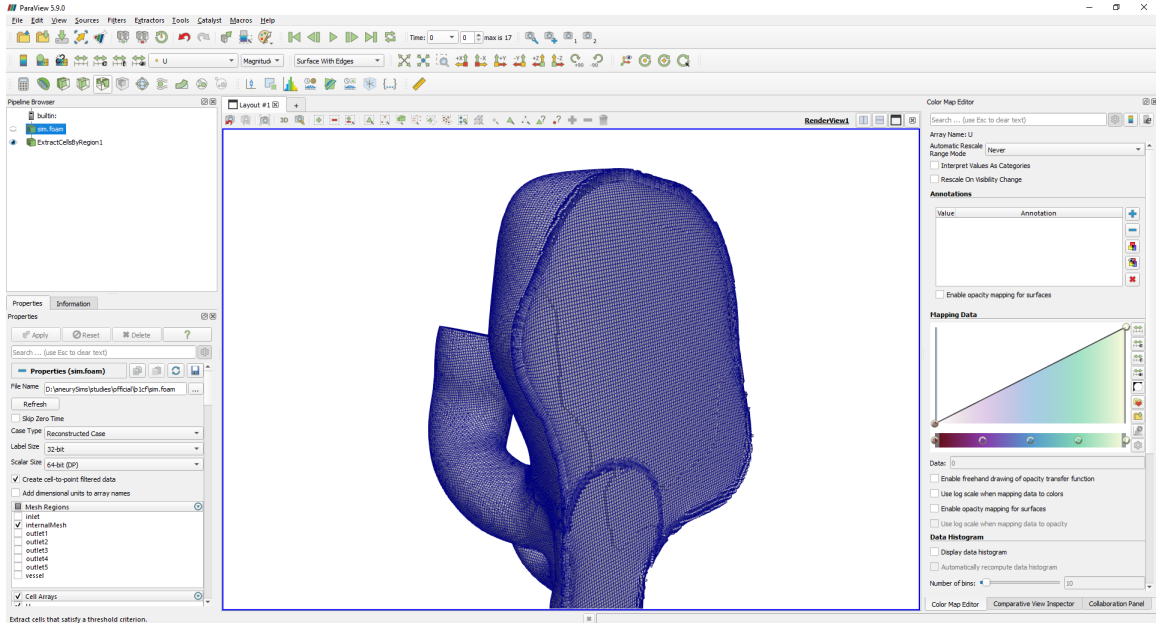 ParaView 5.9.0
File Edit View Sources Filters Extractors Tools Catalyst Macros Help
Time: 0 0 max is 17
U Magnitud Surface With Edges
+X -X +Y -Y +Z -Z +90 -90
Pipeline Browser
builtin:
sim.foam
ExtractCellsByRegion1
Properties Information
Properties
Apply Reset Delete ?
Search ... (use Esc to clear text)
Properties (sim.foam)
File Name D:\aneurySims\studies\pfficial\b1cf\sim.foam ...
Refresh
Skip Zero Time
Case Type Reconstructed Case
Label Size 32-bit
Scalar Size 64-bit (DP)
Create cell-to-point filtered data
Add dimensional units to array names
Mesh Regions
inlet
internalMesh
outlet1
outlet2
outlet3
outlet4
outlet5
vessel
Cell Arrays
U
Extract cells that satisfy a threshold criterion.
Layout #1 +
3D
RenderView1
Color Map Editor
Search ... (use Esc to clear text)
Array Name: U
Automatic Rescale
Range Mode Never
Interpret Values As Categories
Rescale On Visibility Change
Annotations
Value Annotation
Enable opacity mapping for surfaces
Mapping Data
Data: 0
Enable freehand drawing of opacity transfer function
Use log scale when mapping data to colors
Enable opacity mapping for surfaces
Use log scale when mapping data to opacity
Data Histogram
Display data histogram
Automatically recompute data histogram
Number of bins: 10
Color Map Editor Comparative View Inspector Collaboration Panel